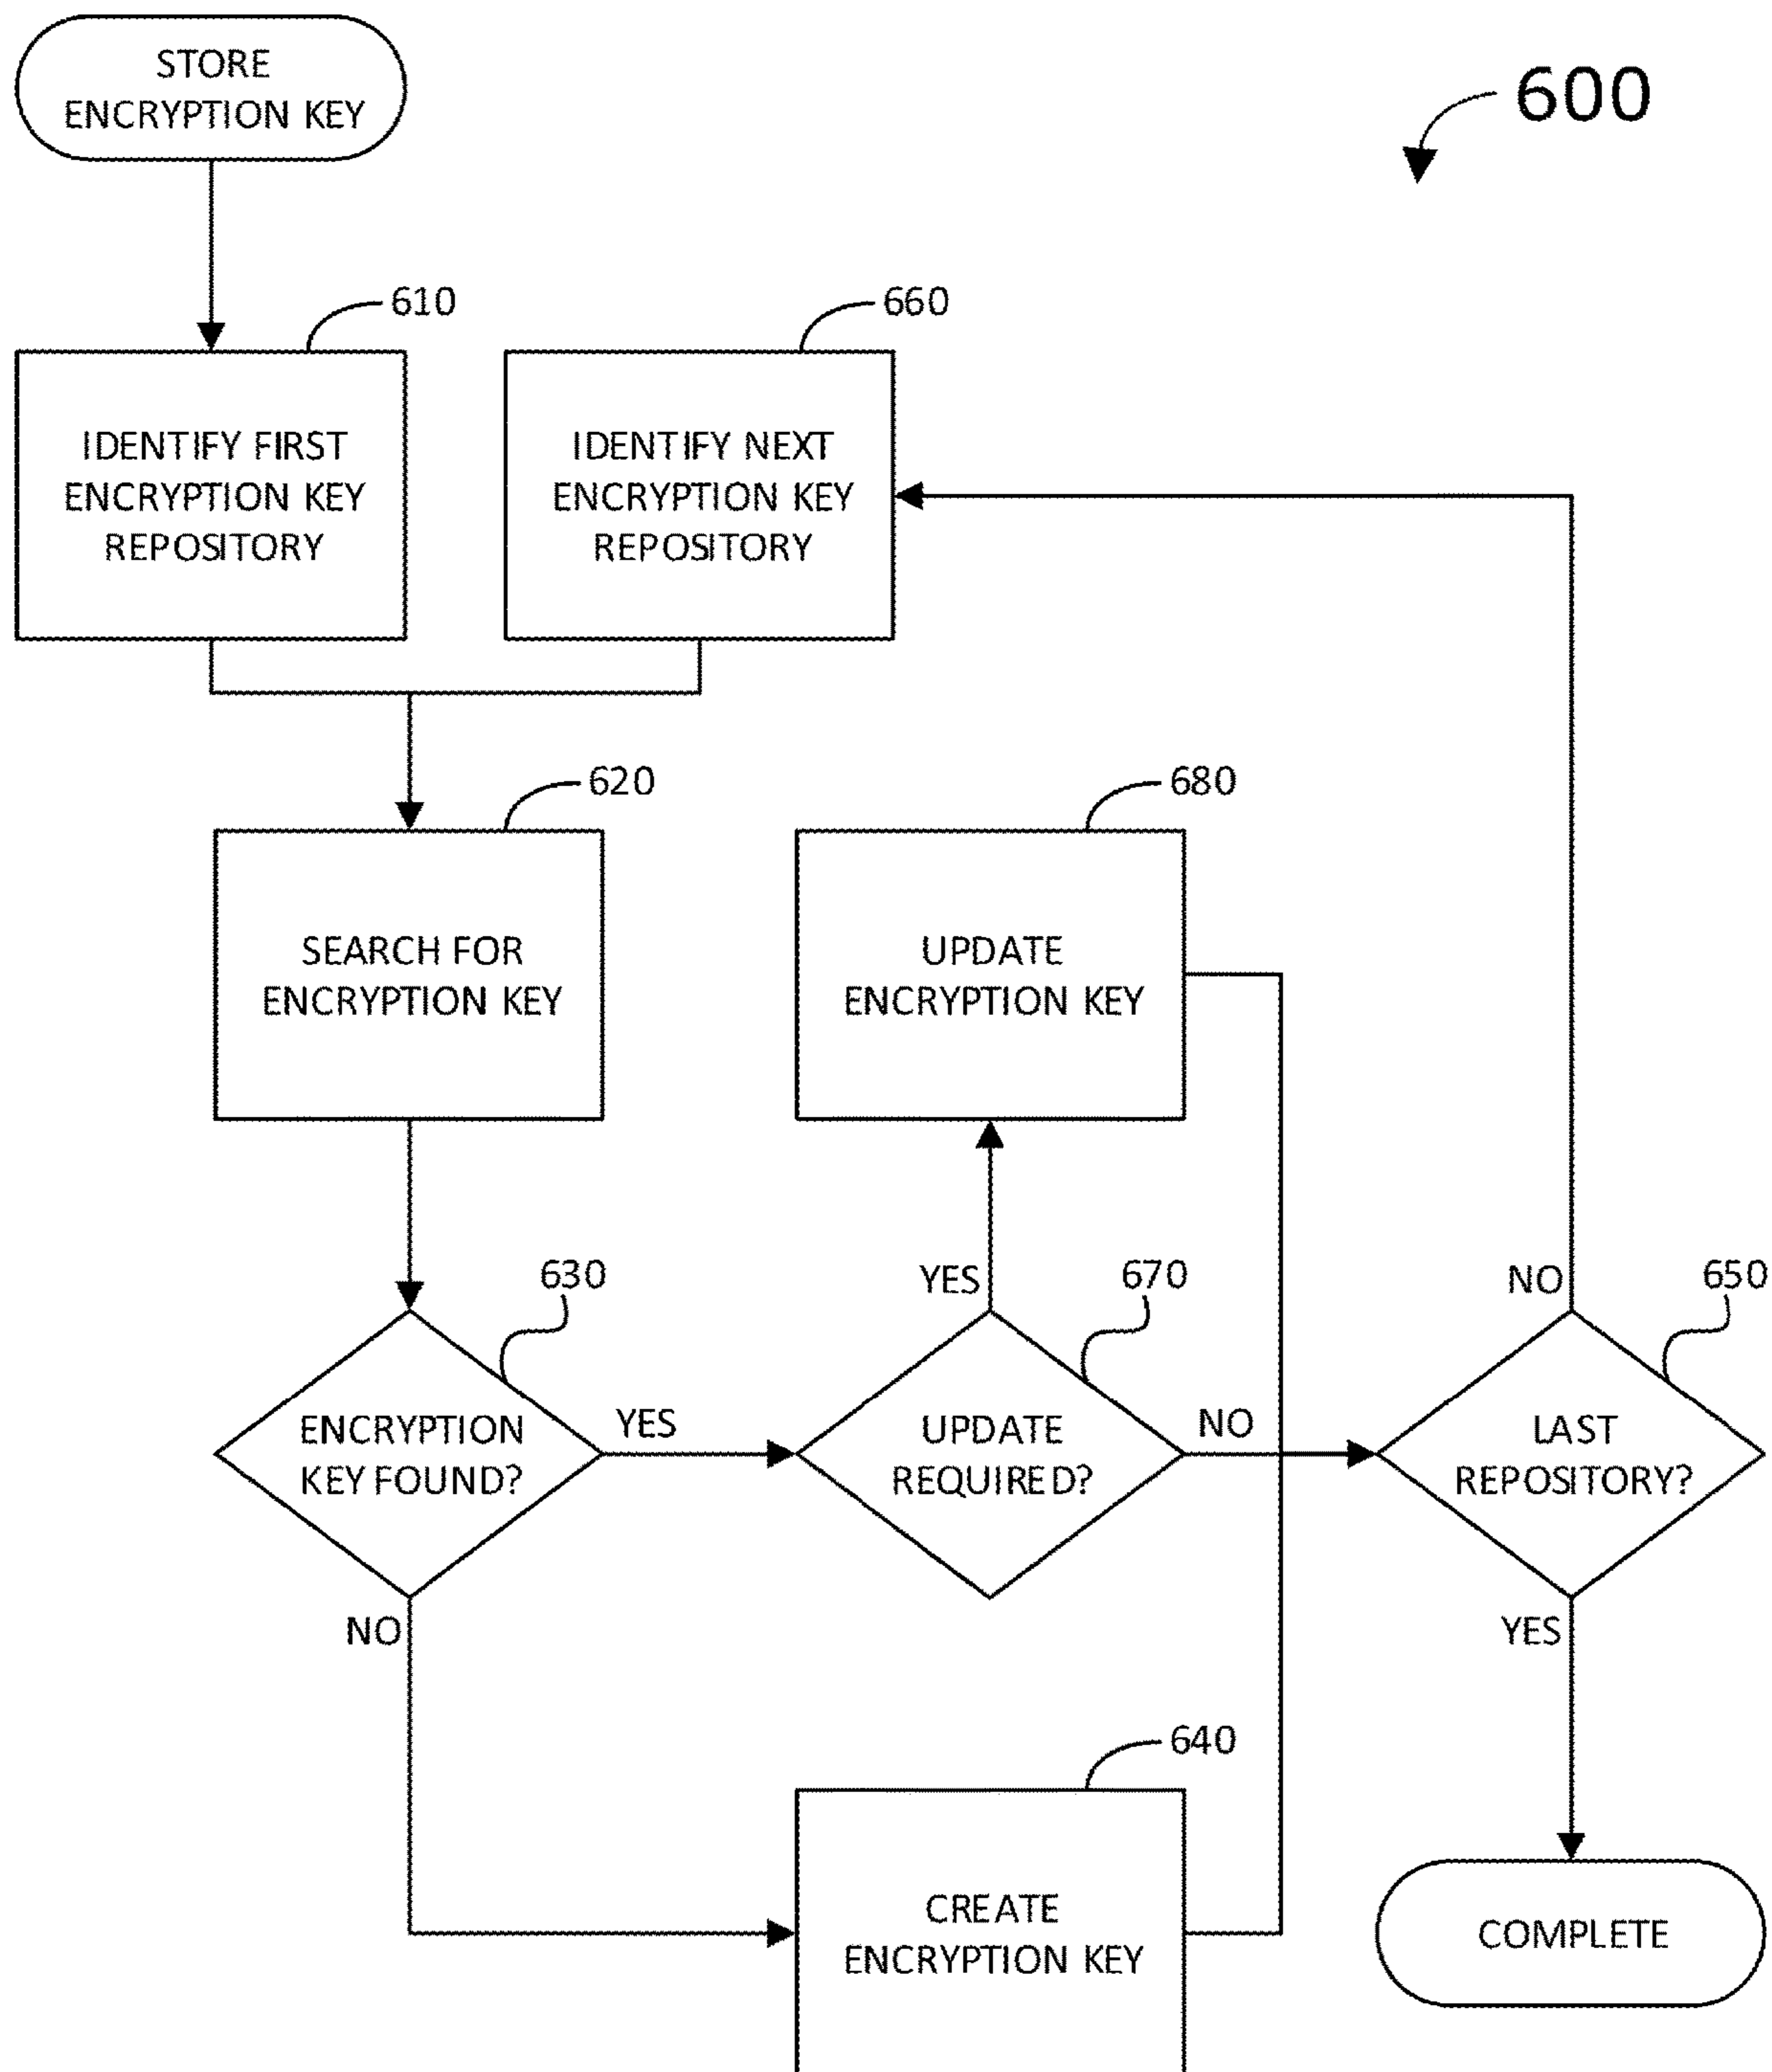 STORE
ENCRYPTION KEY
600
610
660
IDENTIFY FIRST
ENCRYPTION KEY
REPOSITORY
IDENTIFY NEXT
ENCRYPTION KEY
REPOSITORY
620
680
SEARCH FOR
ENCRYPTION KEY
UPDATE
ENCRYPTION KEY
630
YES
670
NO
650
ENCRYPTION
KEY FOUND?
YES
UPDATE
REQUIRED?
NO
LAST
REPOSITORY?
NO
YES
640
CREATE
ENCRYPTION KEY
COMPLETE